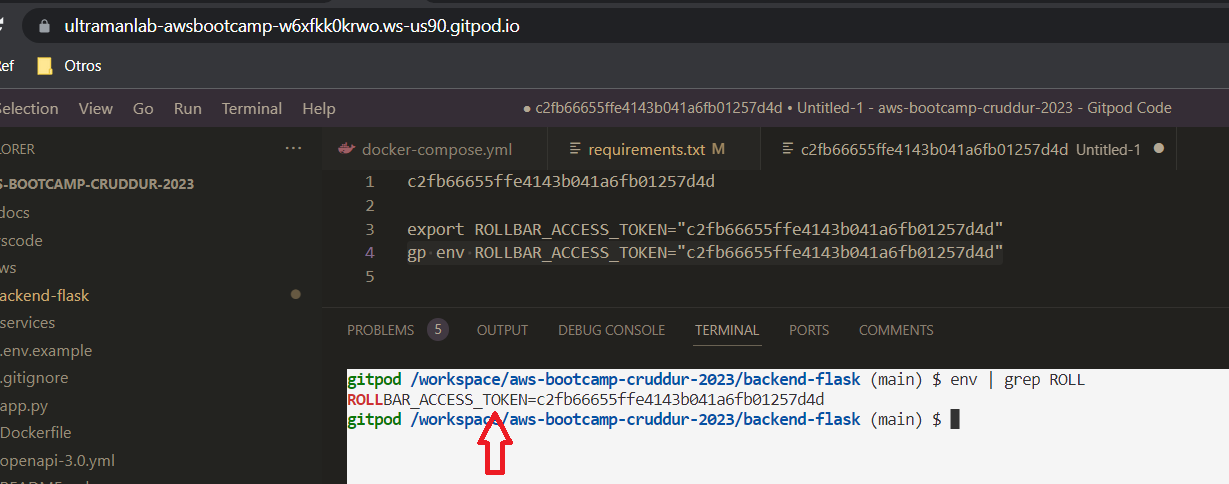 ultramanlab-awsbootcamp-w6xfkk0krwo.ws-us90.gitpod.io
ef Otros
Selection View Go Run Terminal Help ● c2fb66655ffe4143b041a6fb01257d4d • Untitled-1 - aws-bootcamp-cruddur-2023 - Gitpod Code
LORER ···
docker-compose.yml requirements.txt M c2fb66655ffe4143b041a6fb01257d4d Untitled-1 ●
S-BOOTCAMP-CRUDDUR-2023
docs
scode
ws
ackend-flask
services
.env.example
.gitignore
app.py
Dockerfile
openapi-3.0.yml
1 c2fb66655ffe4143b041a6fb01257d4d
2
3 export ROLLBAR_ACCESS_TOKEN="c2fb66655ffe4143b041a6fb01257d4d"
4 gp env ROLLBAR_ACCESS_TOKEN="c2fb66655ffe4143b041a6fb01257d4d"
5
PROBLEMS 5 OUTPUT DEBUG CONSOLE TERMINAL PORTS COMMENTS
gitpod /workspace/aws-bootcamp-cruddur-2023/backend-flask (main) $ env | grep ROLL
ROLLBAR_ACCESS_TOKEN=c2fb66655ffe4143b041a6fb01257d4d
gitpod /workspace/aws-bootcamp-cruddur-2023/backend-flask (main) $